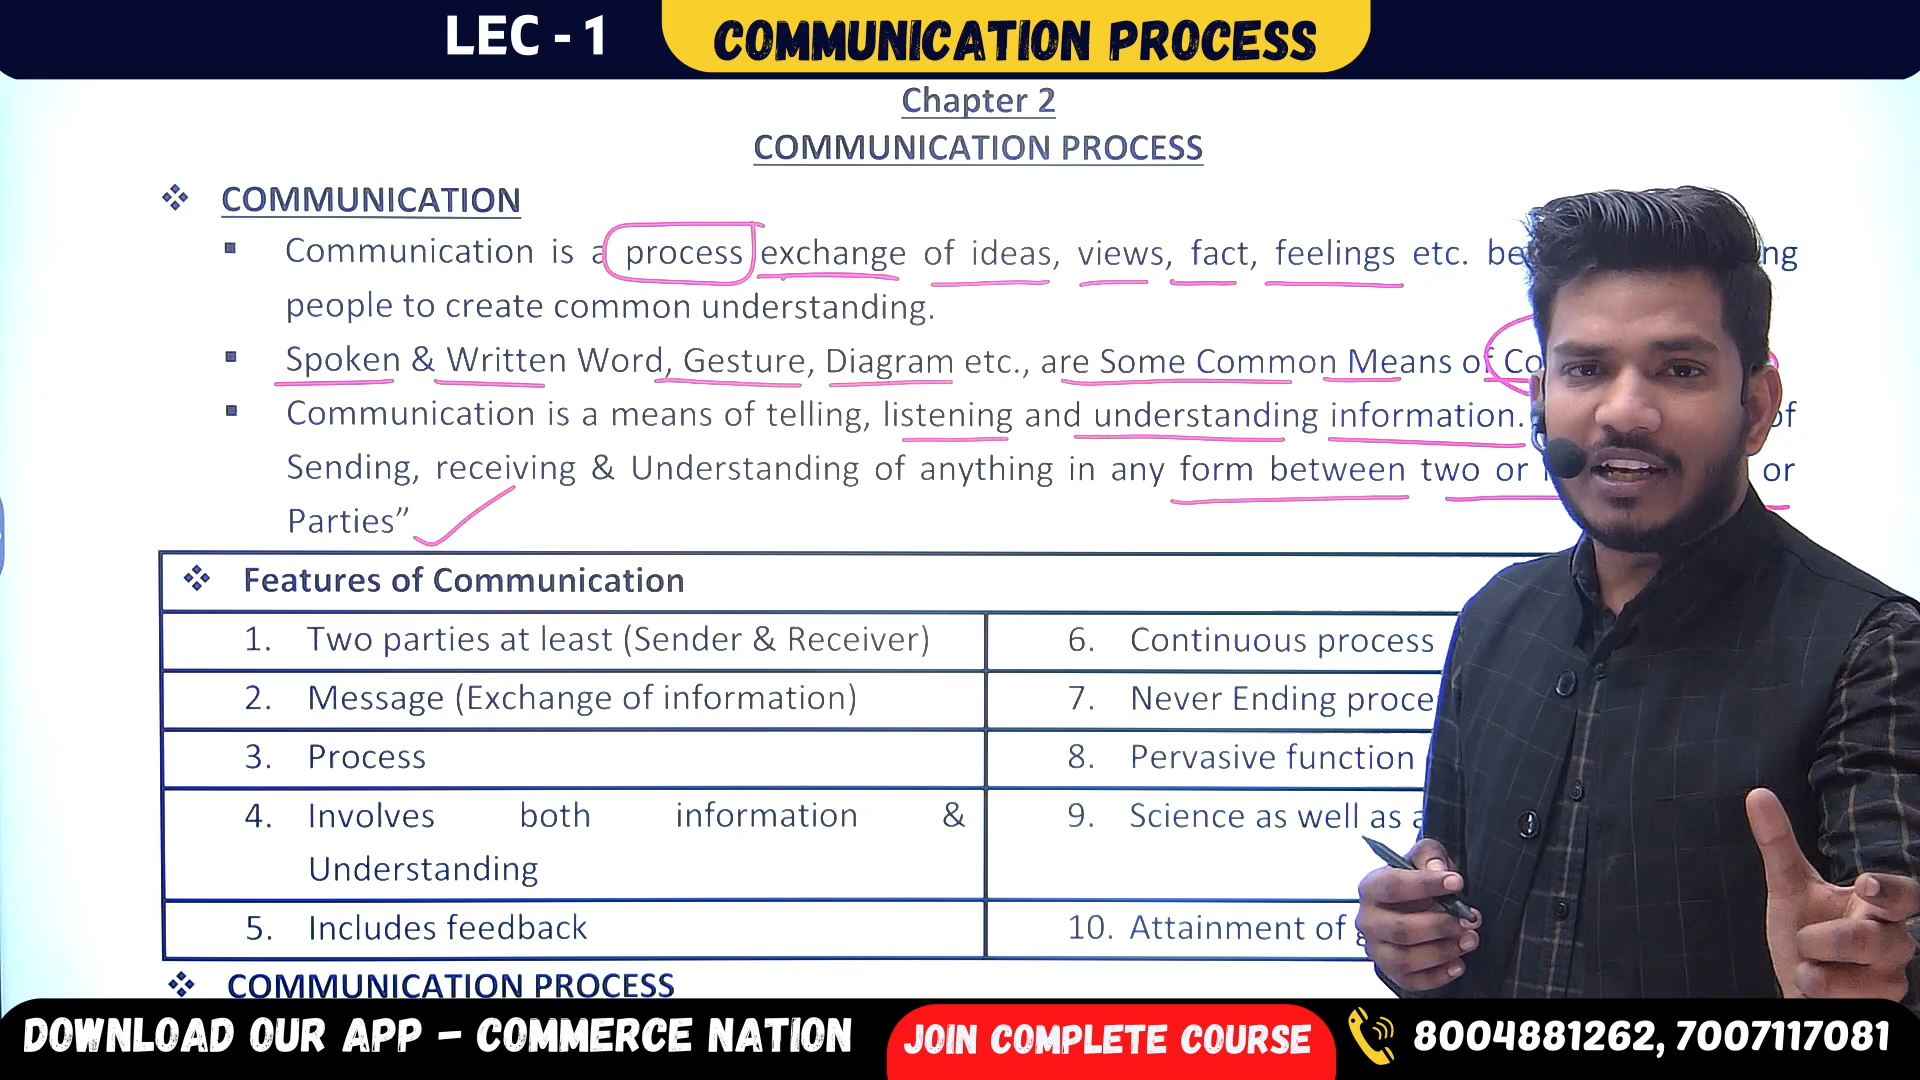 LEC - 1
COMMUNICATION PROCESS
Chapter 2
COMMUNICATION PROCESS
COMMUNICATION
Communication is a process exchange of ideas, views, fact, feelings etc.
people to create common understanding.
Spoken & Written Word, Gesture, Diagram etc., are Some Common Means of
Communication is a means of telling, listening and understanding information. of
Sending, receiving & Understanding of anything in any form between two or or
Parties”
Features of Communication
1. Two parties at least (Sender & Receiver)
6. Continuous process
2. Message (Exchange of information)
7. Never Ending
3. Process
8. Pervasive function
4. Involves both information &
Understanding
9. Science as well as
5. Includes feedback
10. Attainment of
COMMUNICATION PROCESS
DOWNLOAD OUR APP – COMMERCE NATION
JOIN COMPLETE COURSE
8004881262, 7007117081